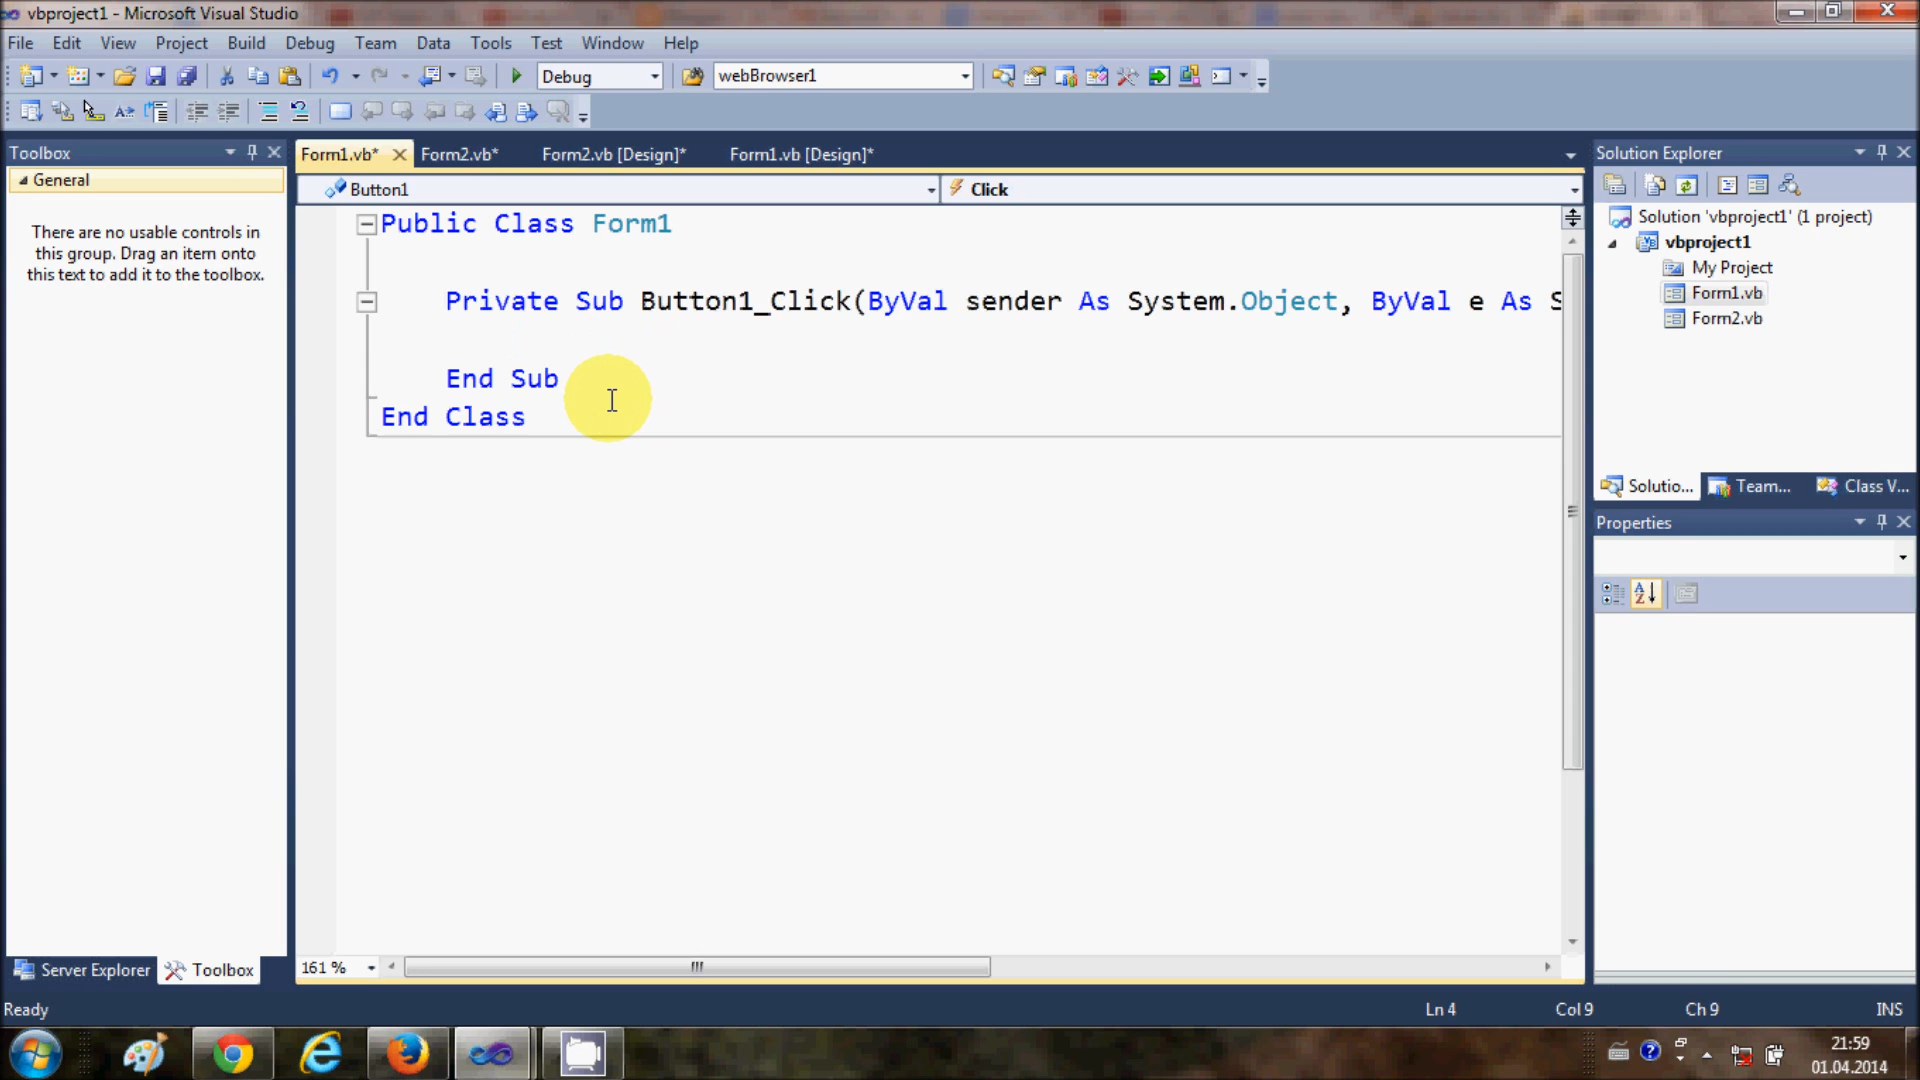 vbproject1 - Microsoft Visual Studio
File Edit View Project Build Debug Team Data Tools Test Window Help
Debug webBrowser1
Toolbox
General
There are no usable controls in
this group. Drag an item onto
this text to add it to the toolbox.
Server Explorer Toolbox
Form1.vb* Form2.vb* Form2.vb [Design]* Form1.vb [Design]*
Button1 Click
Public Class Form1
Private Sub Button1_Click(ByVal sender As System.Object, ByVal e As S
End Sub
End Class
161 %
Solution Explorer
Solution 'vbproject1' (1 project)
vbproject1
My Project
Form1.vb
Form2.vb
Solutio... Team... Class V...
Properties
Ready Ln 4 Col 9 Ch 9 INS
21:59
01.04.2014